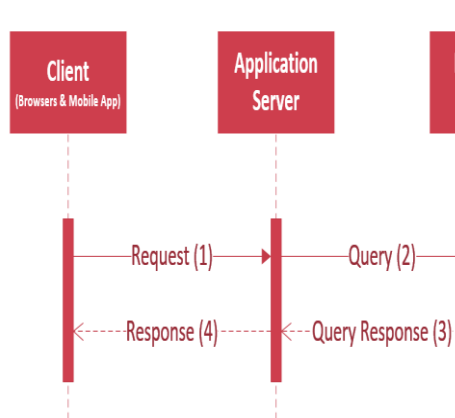 Client
(Browsers & Mobile App)
Application
Server
Request (1)
Query (2)
Response (4)
Query Response (3)